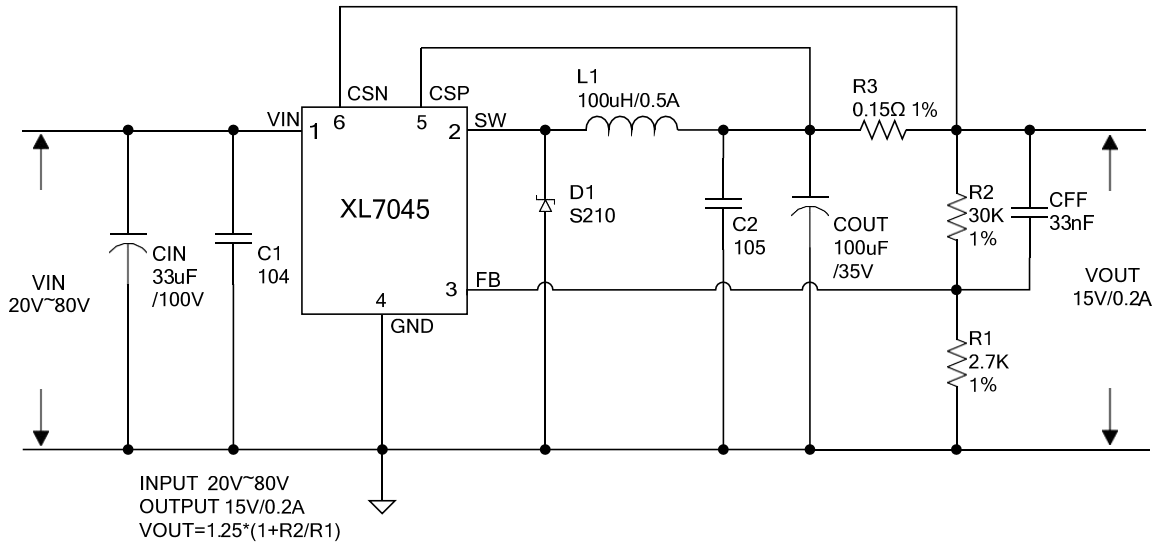 CSN
CSP
VIN
1
6
5
2
SW
L1
100uH/0.5A
R3
0.15Ω 1%
XL7045
D1
S210
R2
30K
1%
CFF
33nF
C2
105
COUT
100uF
/35V
CIN
33uF
/100V
C1
104
VIN
20V~80V
VOUT
15V/0.2A
3
FB
4
GND
R1
2.7K
1%
INPUT 20V~80V
OUTPUT 15V/0.2A
VOUT=1.25*(1+R2/R1)